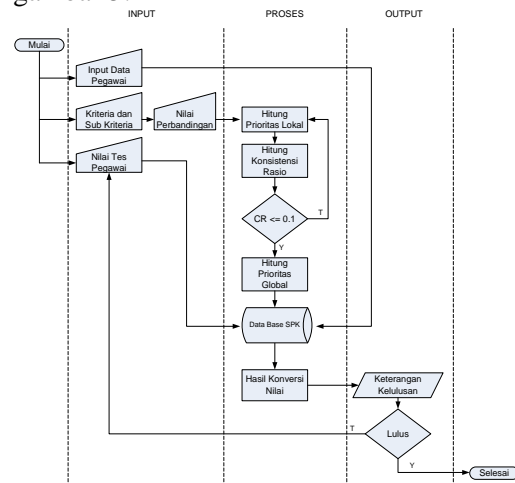 INPUT
PROSES
OUTPUT
Mulai
Input Data
Pegawai
Kriteria dan
Sub Kriteria
Nilai
Perbandingan
Hitung
Prioritas Lokal
Nilai Tes
Pegawai
Hitung
Konsistensi
Rasio
CR <= 0.1
T
Y
Hitung
Prioritas
Global
Data Base SPK
Hasil Konversi
Nilai
Keterangan
Kelulusan
T
Lulus
Y
Selesai